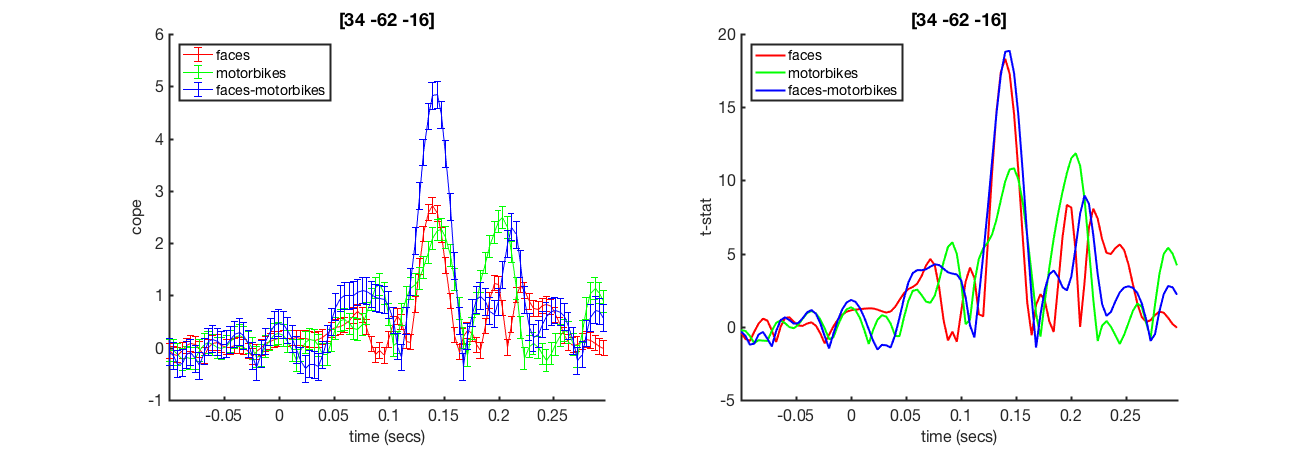 [34 -62 -16]
6
5
4
3
2
1
0
-1
cope
faces
motorbikes
faces-motorbikes
-0.05 0 0.05 0.1 0.15 0.2 0.25
time (secs)
[34 -62 -16]
20
15
10
5
0
-5
t-stat
faces
motorbikes
faces-motorbikes
-0.05 0 0.05 0.1 0.15 0.2 0.25
time (secs)